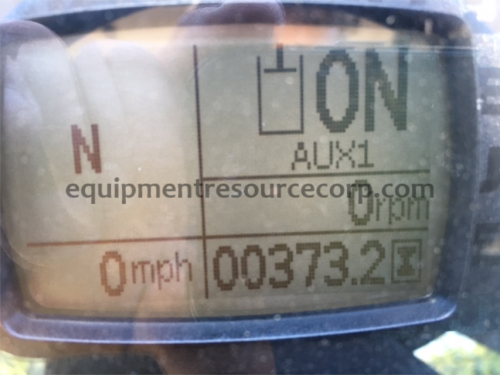 ON
N
AUX1
equipmentresourcecorp.com
0rpm
0mph
00373.2